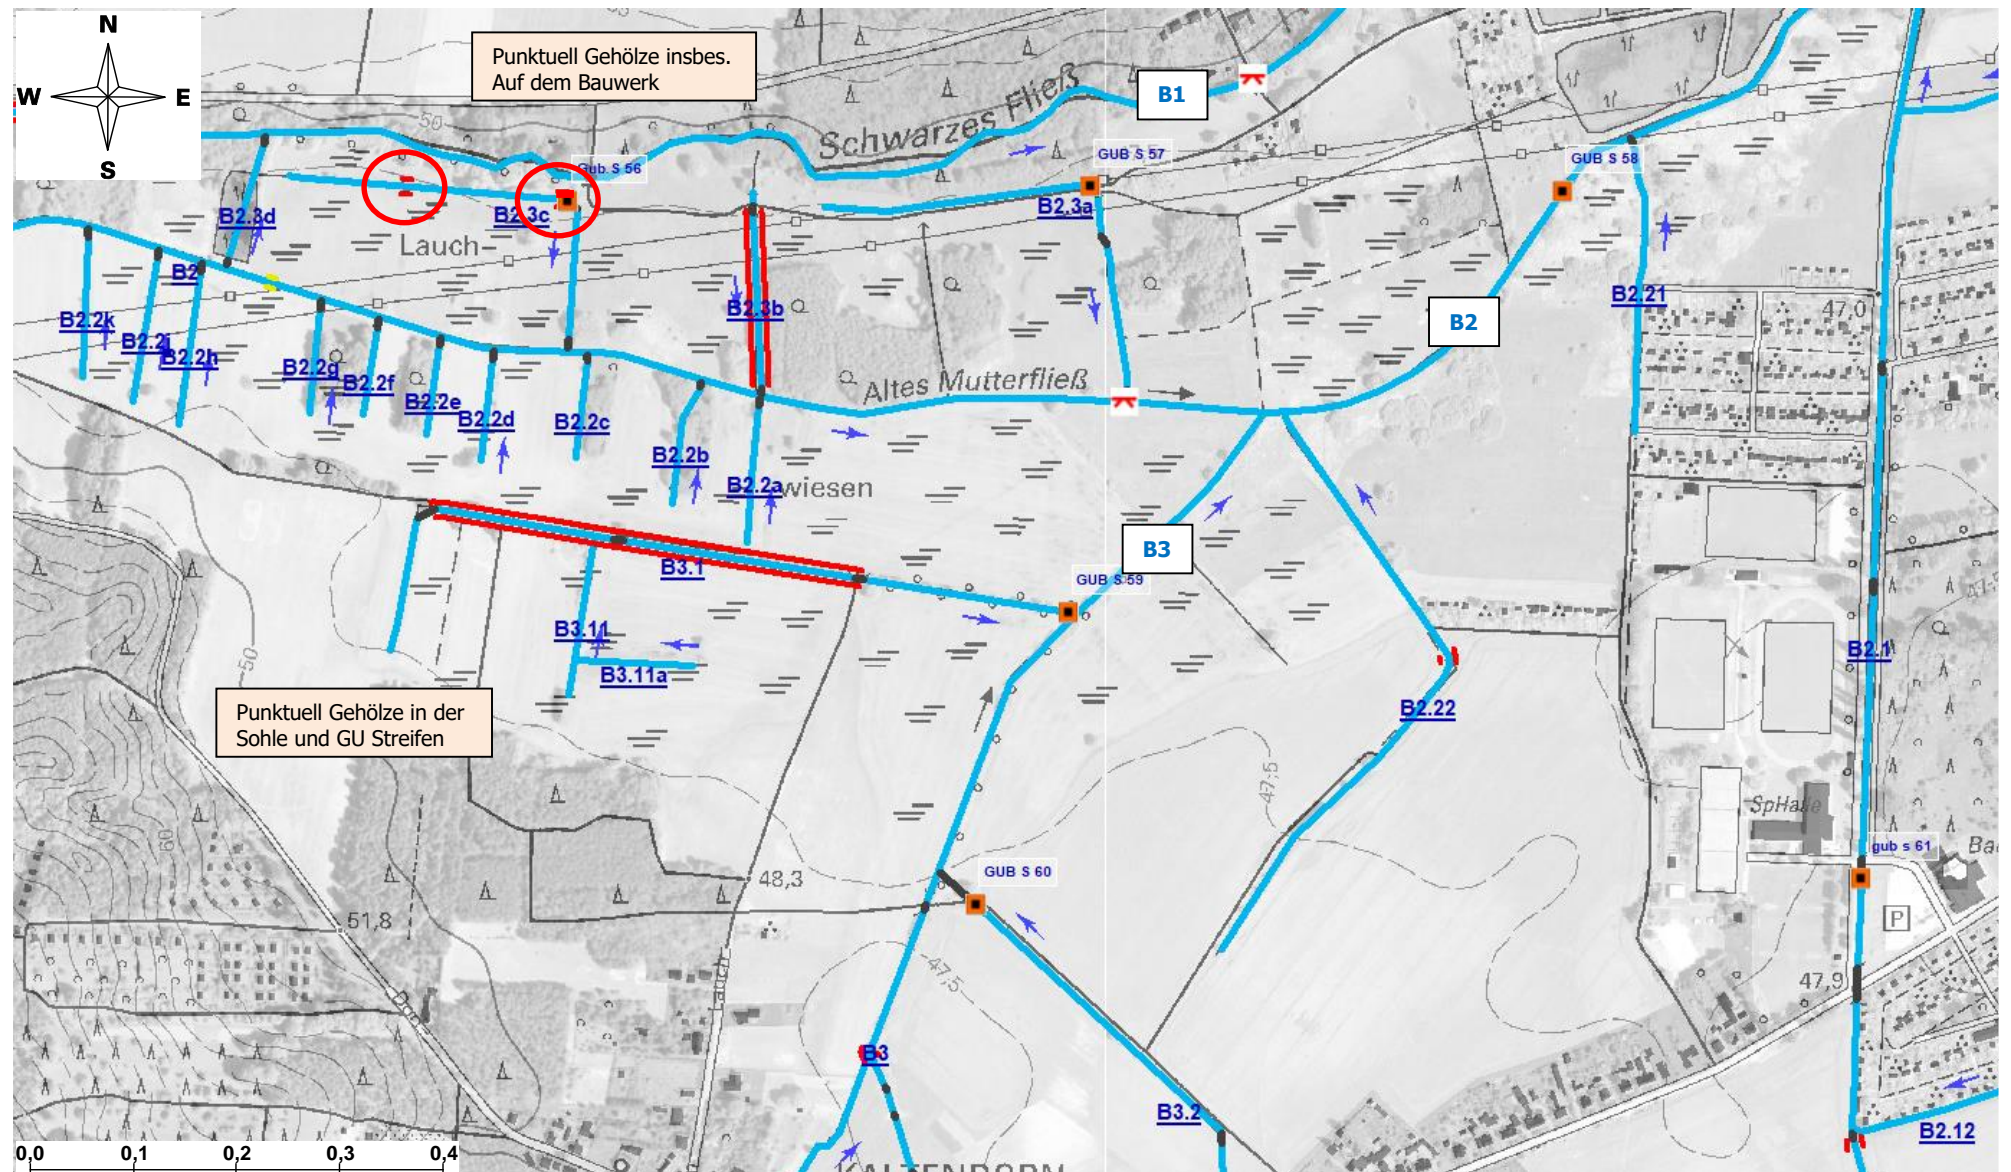 N
W
E
S
Punktuell Gehölze insbes.
Auf dem Bauwerk
Schwarzes Fließ
B1
50
Gub. S 56
GUB S 57
GUB S 58
B2.3d
B2.3c
B2.3a
Lauch-
B2
B2.2k
B2.2i
B2.2h
B2.2g
B2.2f
B2.2e
B2.2d
B2.2c
B2.2b
B2.2a
B2.3b
B2
B2.21
47,0
Altes Mutterfließ
wiesen
B3
GUB S 59
B3.1
B3.11
B3.11a
50
B2.1
B2.22
Punktuell Gehölze in der
Sohle und GU Streifen
60
47,5
SpHalle
gub s 61
48,3
GUB S 60
51,8
P
47,5
47,9
B3
B3.2
B2.12
0,0
0,1
0,2
0,3
0,4